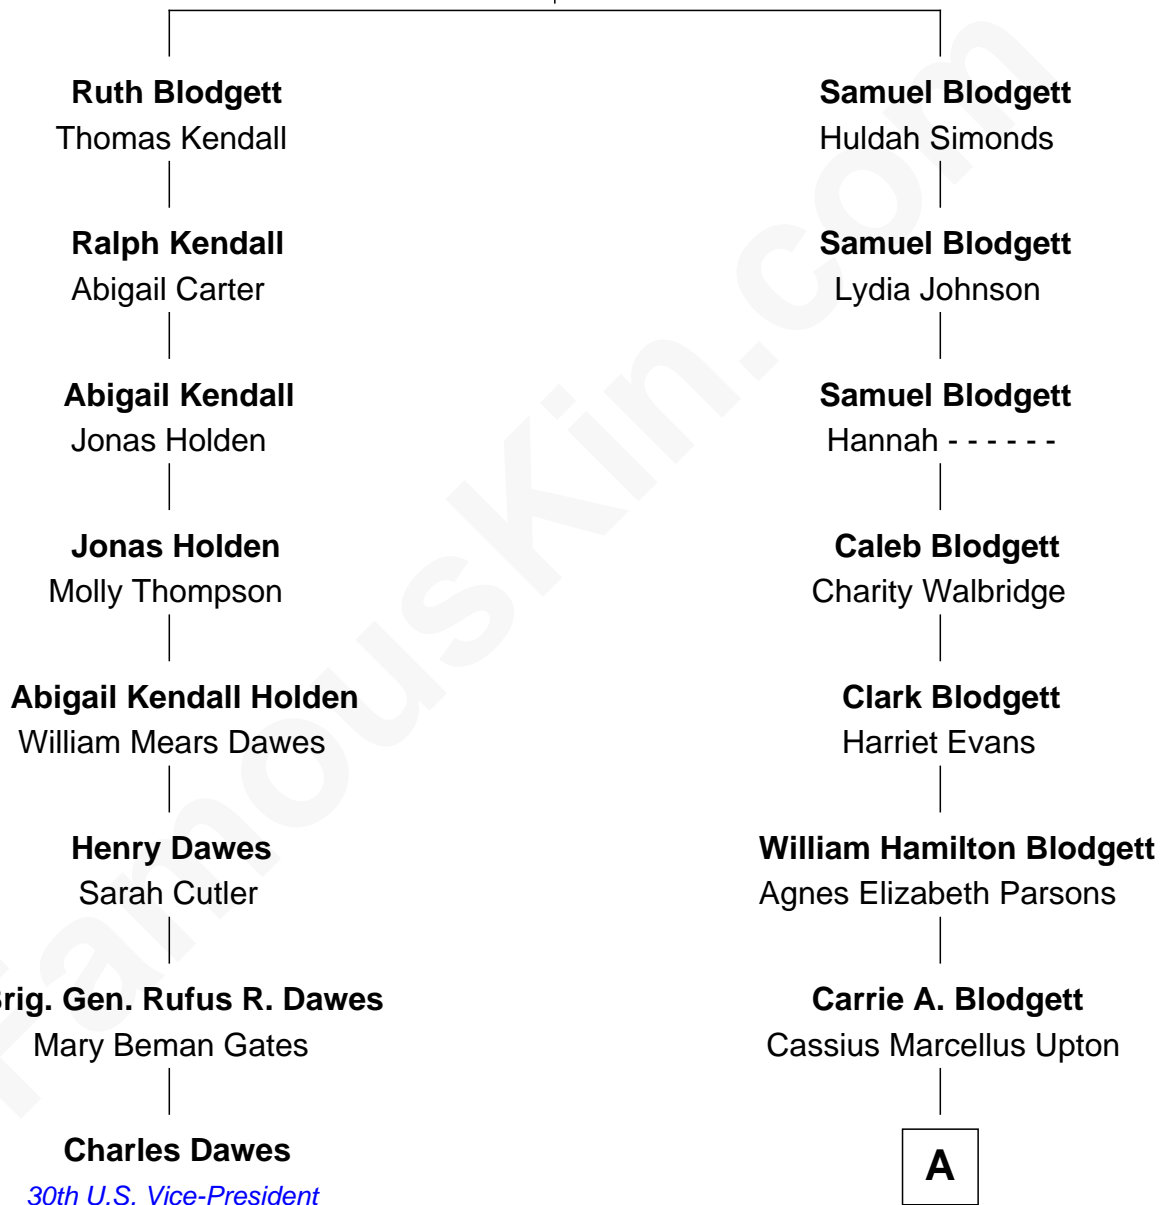 Ruth Blodgett
Thomas Kendall
Ralph Kendall
Abigail Carter
Abigail Kendall
Jonas Holden
Jonas Holden
Molly Thompson
Abigail Kendall Holden
William Mears Dawes
Henry Dawes
Sarah Cutler
Brig. Gen. Rufus R. Dawes
Mary Beman Gates
Charles Dawes
30th U.S. Vice-President
Samuel Blodgett
Huldah Simonds
Samuel Blodgett
Lydia Johnson
Samuel Blodgett
Hannah - - - - - -
Caleb Blodgett
Charity Walbridge
Clark Blodgett
Harriet Evans
William Hamilton Blodgett
Agnes Elizabeth Parsons
Carrie A. Blodgett
Cassius Marcellus Upton
A
FamousKin.com